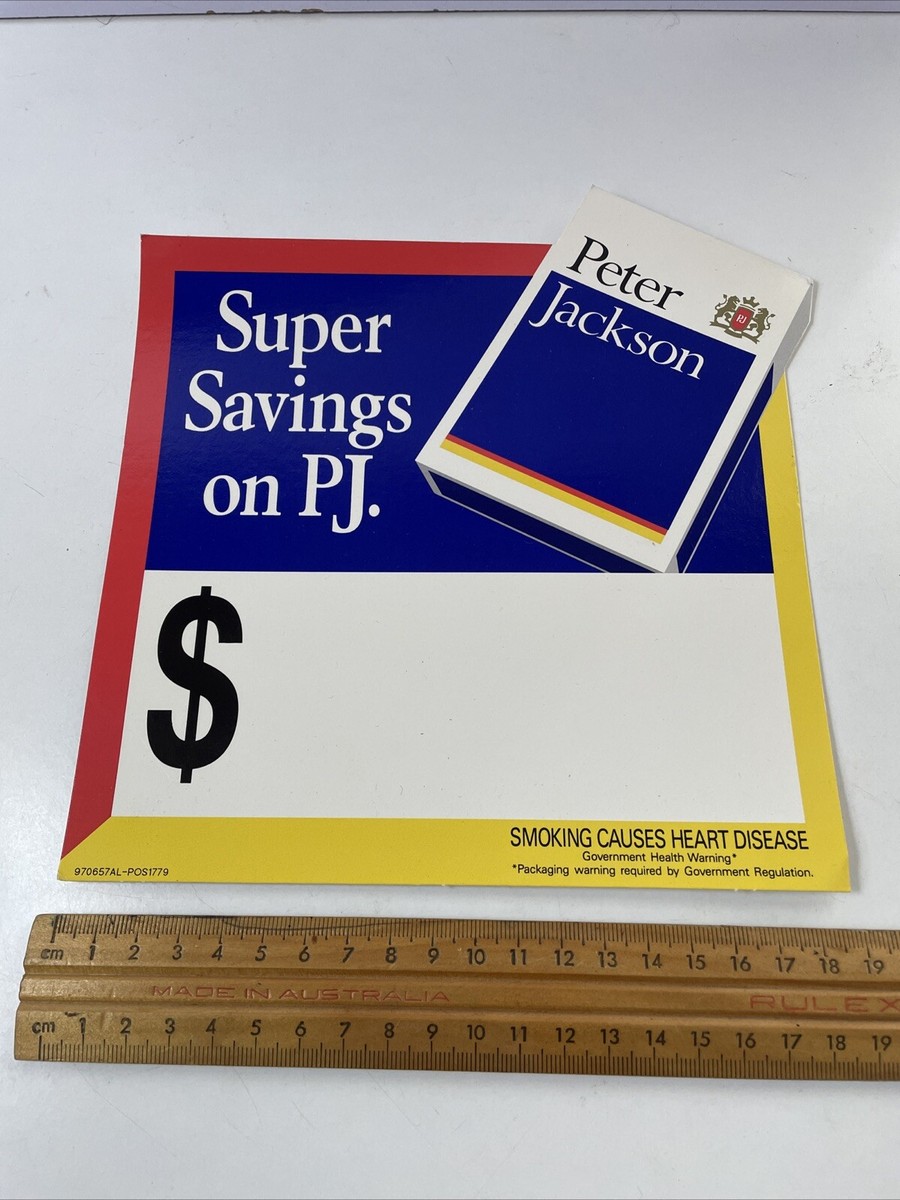 Peter
Jackson
PJ
Super
Savings
on PJ.
$
SMOKING CAUSES HEART DISEASE
Government Health Warning*
*Packaging warning required by Government Regulation.
970657AL-POS1779
cm 1 2 3 4 5 6 7 8 9 10 11 12 13 14 15 16 17 18 19
MADE IN AUSTRALIA RULEX
cm 1 2 3 4 5 6 7 8 9 10 11 12 13 14 15 16 17 18 19